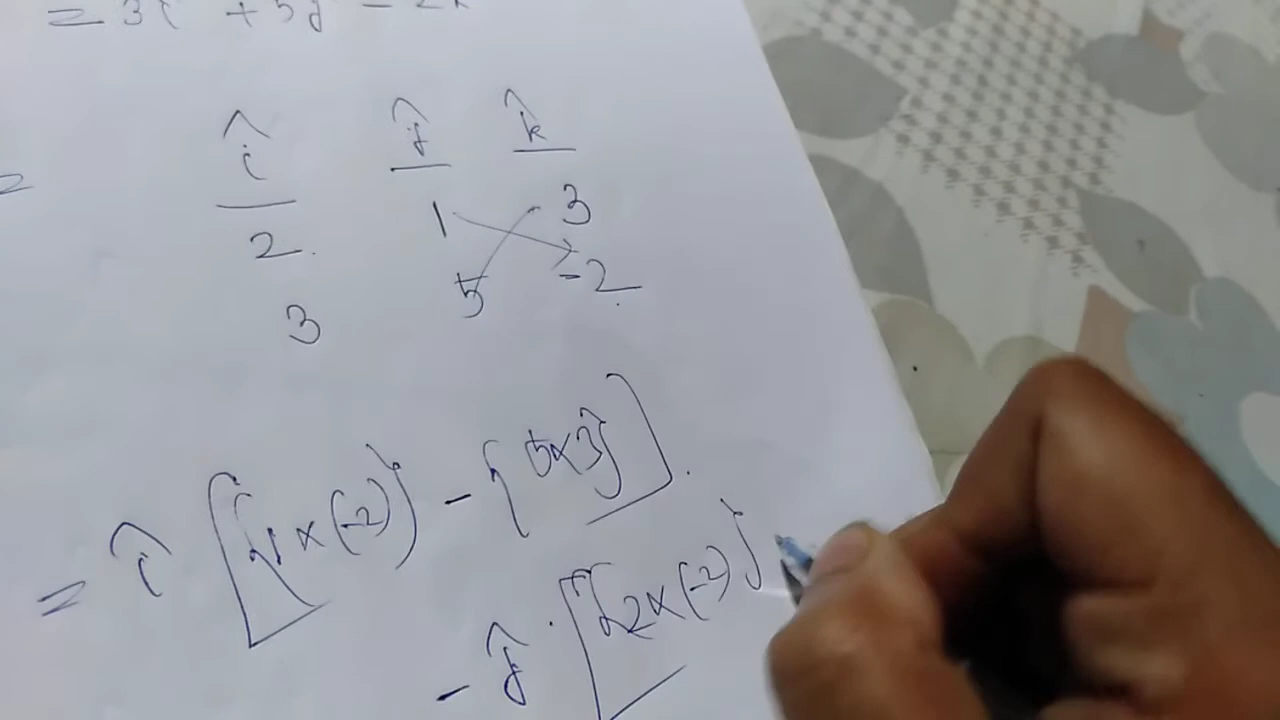 = 3î + 5ĵ - 2k
=
î ĵ k̂
2 1 3
3 5 -2
= î [{1 × (-2)} - {5×3}]
- ĵ [{2 × (-2)}